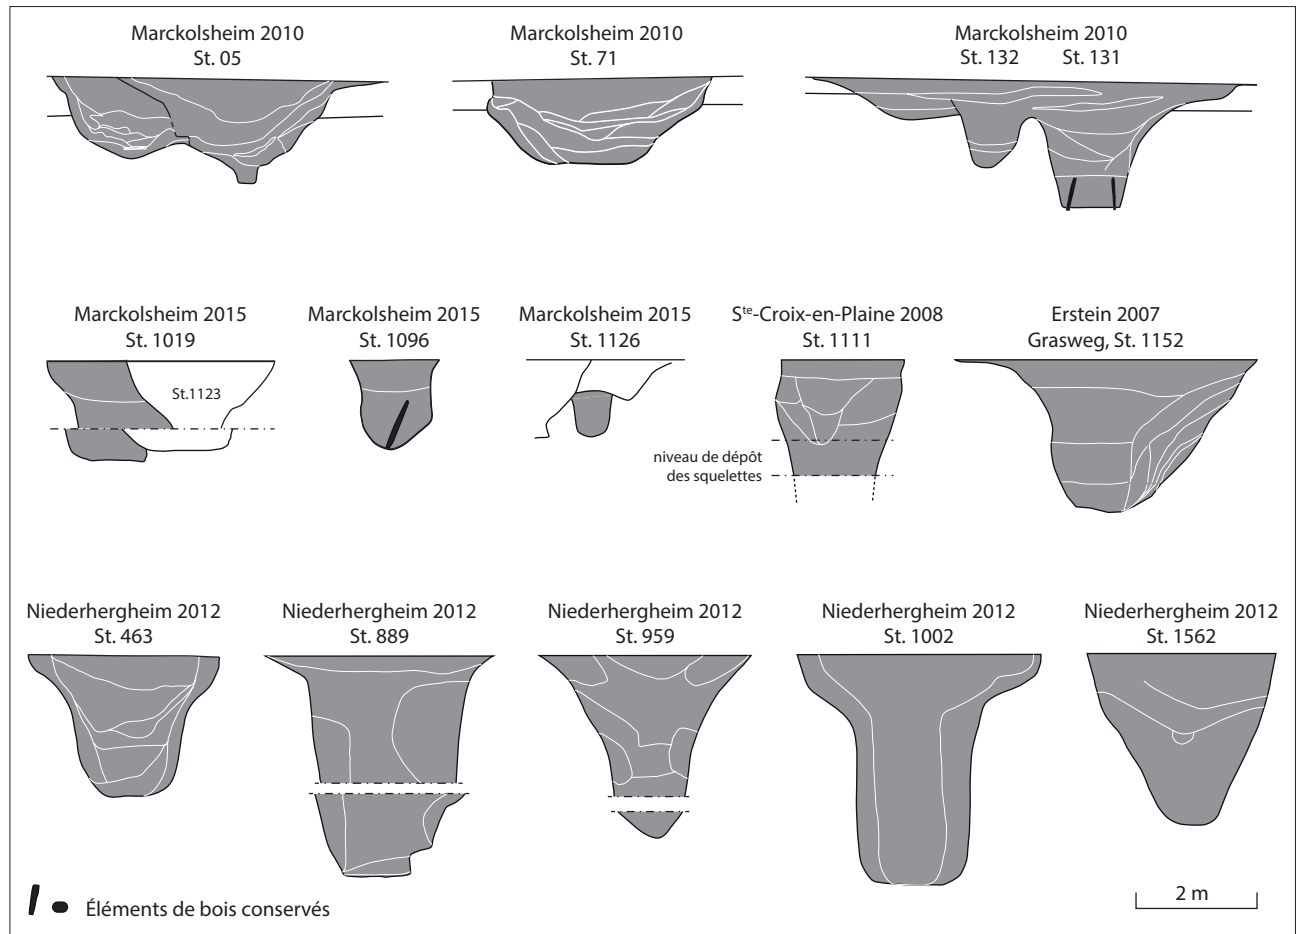 Marckolsheim 2010
St. 05
Marckolsheim 2010
St. 71
Marckolsheim 2010
St. 132 St. 131
Marckolsheim 2015
St. 1019
St.1123
Marckolsheim 2015
St. 1096
Marckolsheim 2015
St. 1126
Ste-Croix-en-Plaine 2008
St. 1111
niveau de dépôt
des squelettes
Erstein 2007
Grasweg, St. 1152
Niederhergheim 2012
St. 463
Niederhergheim 2012
St. 889
Niederhergheim 2012
St. 959
Niederhergheim 2012
St. 1002
Niederhergheim 2012
St. 1562
Éléments de bois conservés
2 m